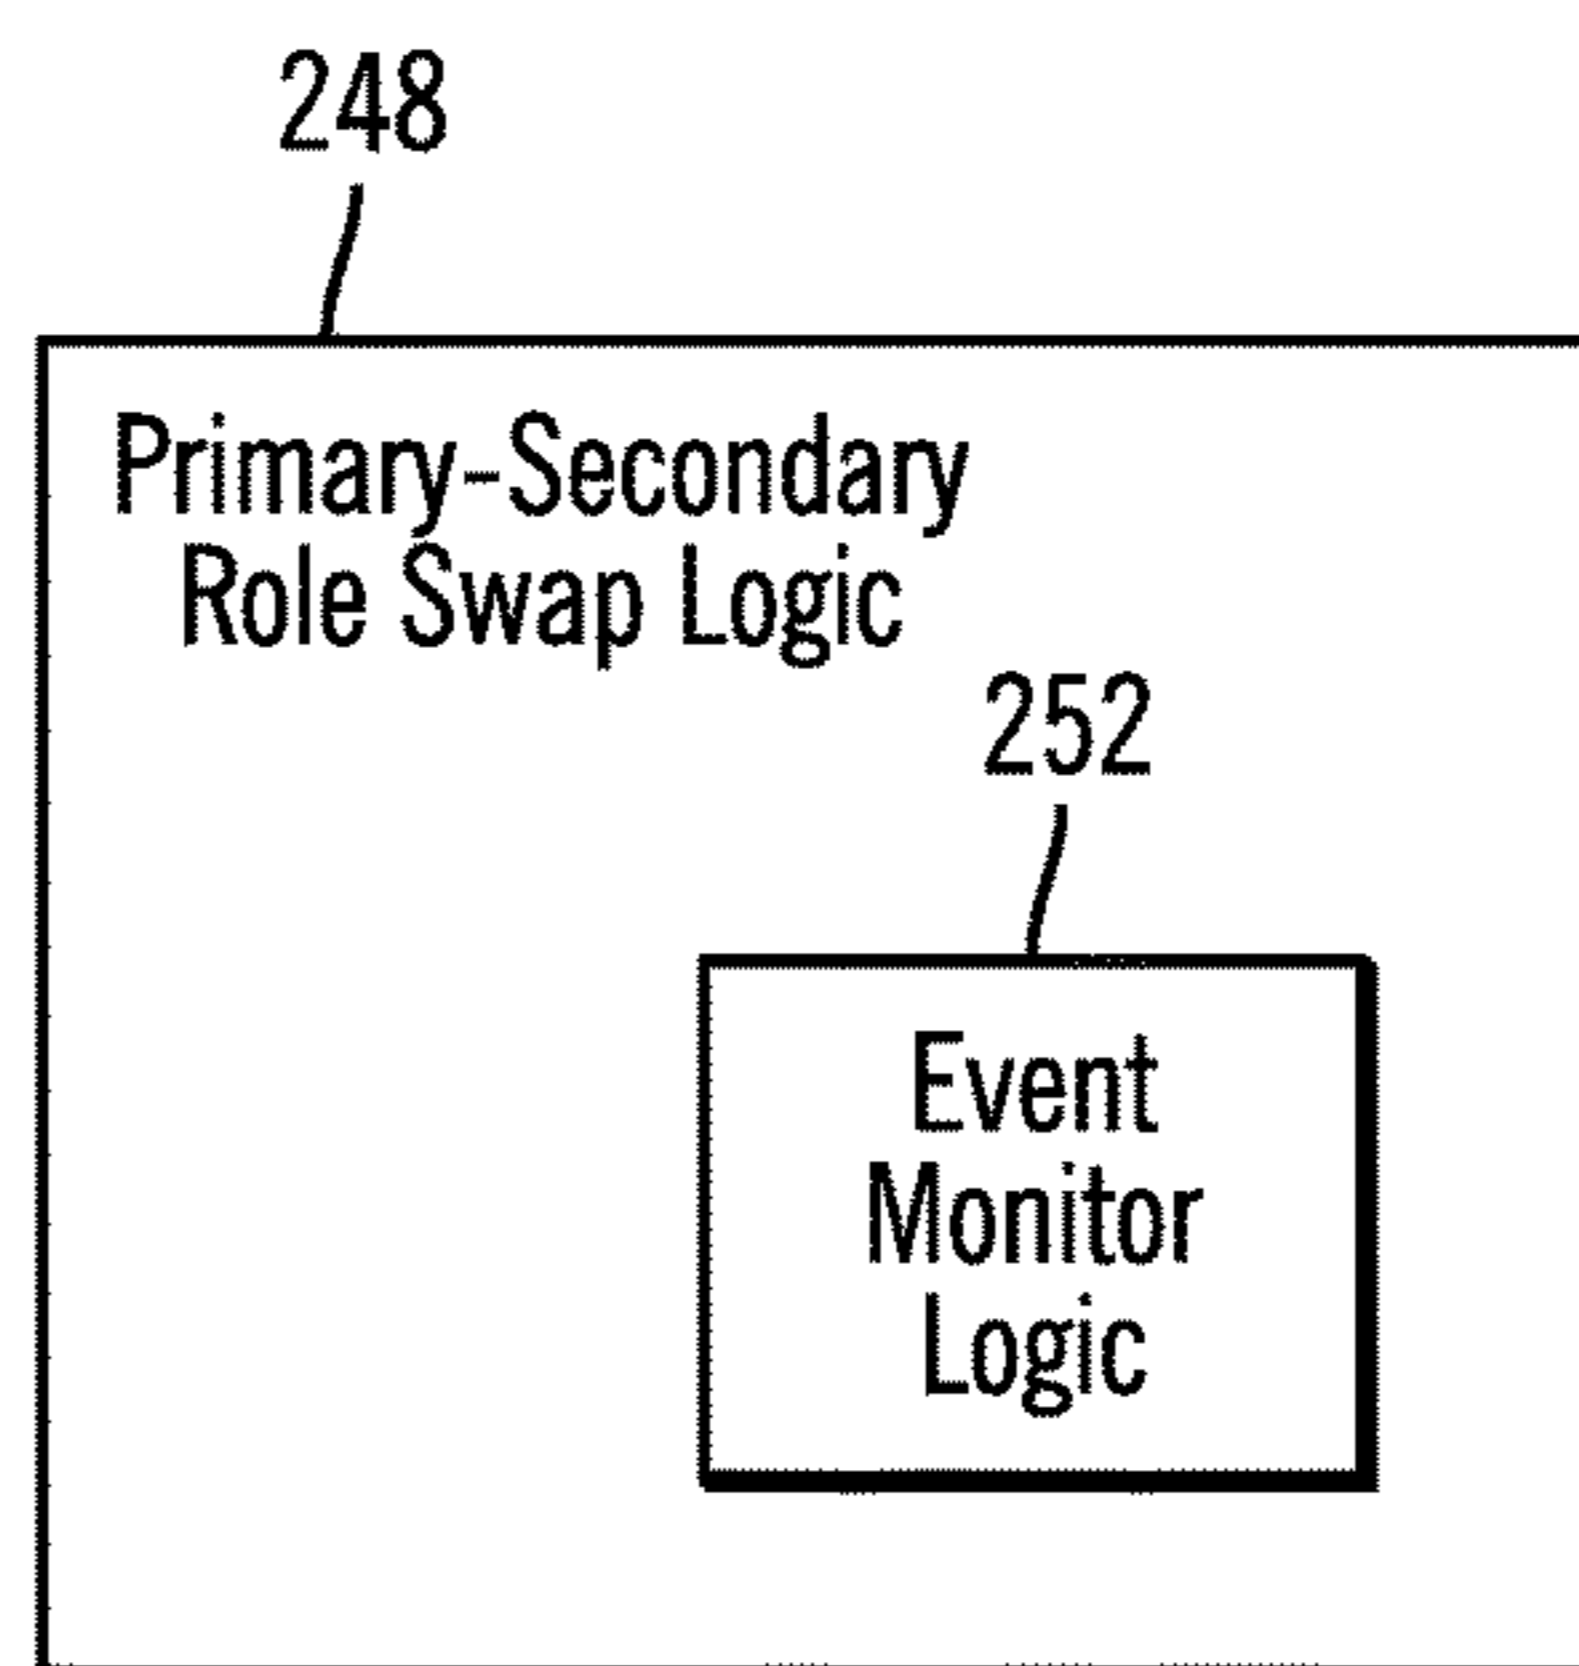 248
Primary-Secondary
Role Swap Logic
252
Event
Monitor
Logic